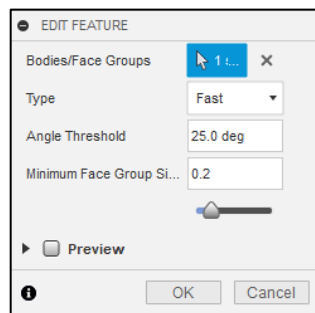 EDIT FEATURE
Bodies/Face Groups 1 s...
Type Fast
Angle Threshold 25.0 deg
Minimum Face Group Si... 0.2
Preview
OK Cancel